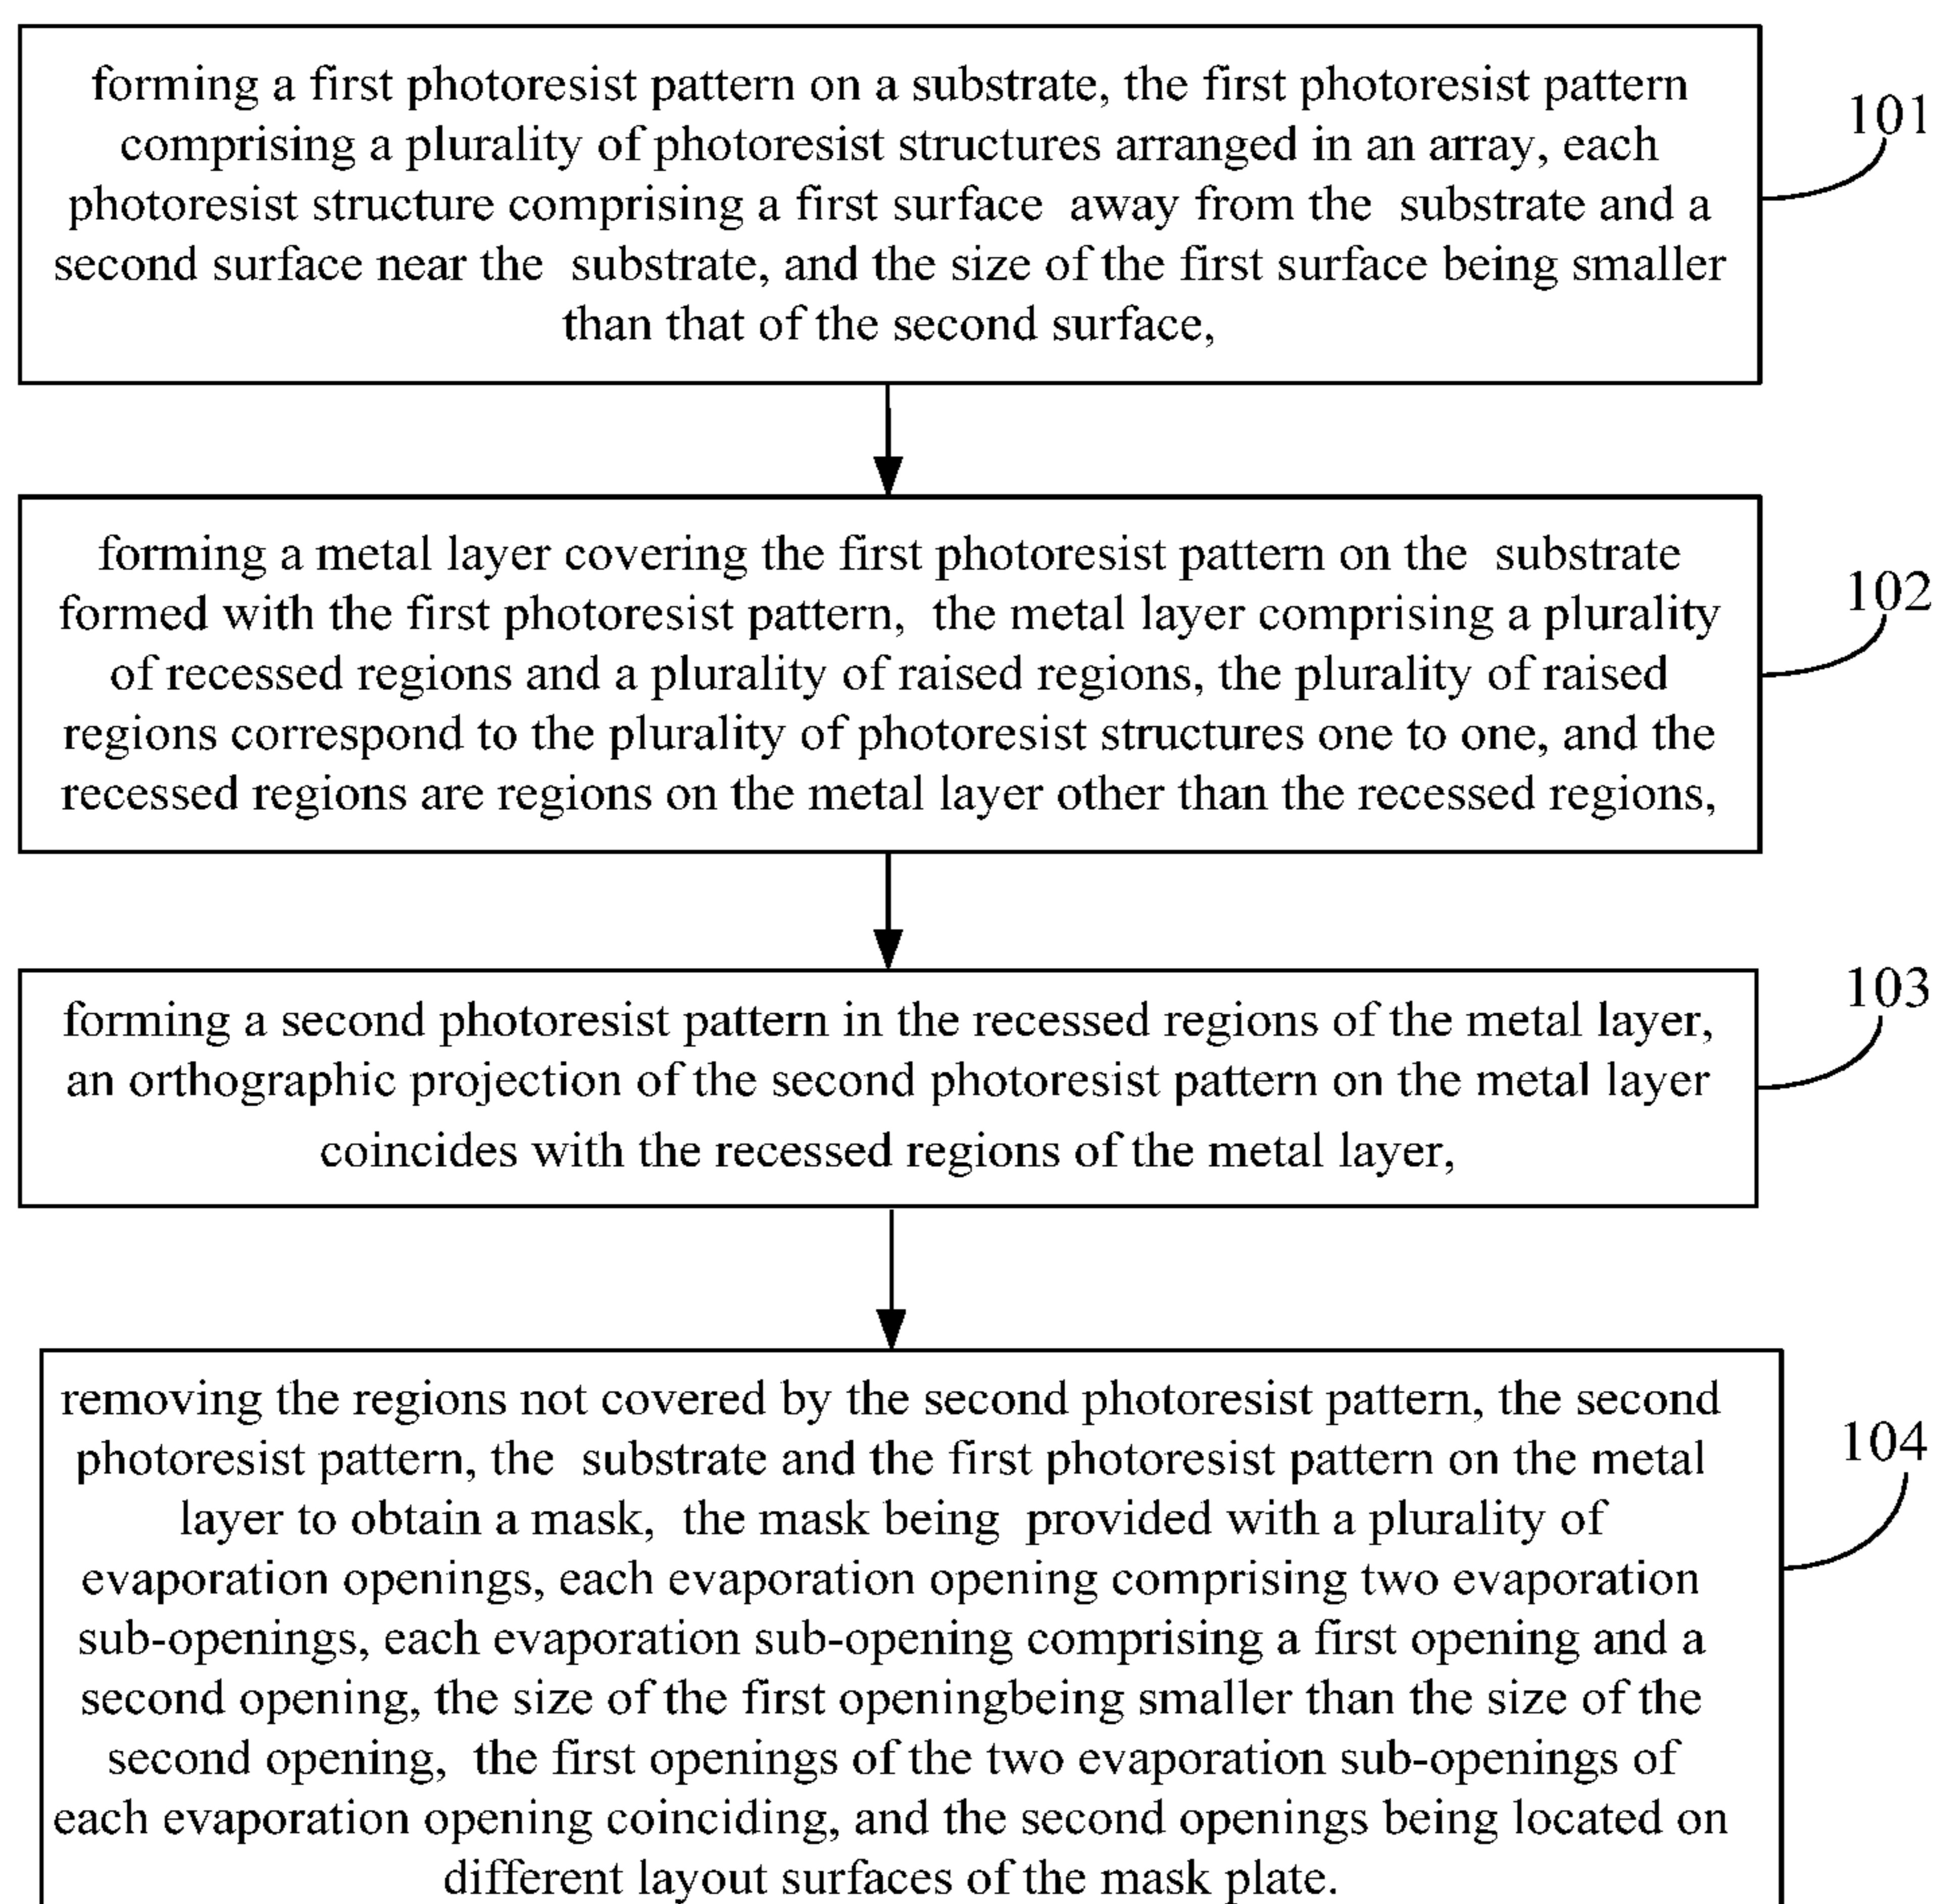 forming a first photoresist pattern on a substrate, the first photoresist pattern
comprising a plurality of photoresist structures arranged in an array, each
photoresist structure comprising a first surface away from the substrate and a
second surface near the substrate, and the size of the first surface being smaller
than that of the second surface,
101
forming a metal layer covering the first photoresist pattern on the substrate
formed with the first photoresist pattern, the metal layer comprising a plurality
of recessed regions and a plurality of raised regions, the plurality of raised
regions correspond to the plurality of photoresist structures one to one, and the
recessed regions are regions on the metal layer other than the recessed regions,
102
forming a second photoresist pattern in the recessed regions of the metal layer,
an orthographic projection of the second photoresist pattern on the metal layer
coincides with the recessed regions of the metal layer,
103
removing the regions not covered by the second photoresist pattern, the second
photoresist pattern, the substrate and the first photoresist pattern on the metal
layer to obtain a mask, the mask being provided with a plurality of
evaporation openings, each evaporation opening comprising two evaporation
sub-openings, each evaporation sub-opening comprising a first opening and a
second opening, the size of the first openingbeing smaller than the size of the
second opening, the first openings of the two evaporation sub-openings of
each evaporation opening coinciding, and the second openings being located on
different layout surfaces of the mask plate.
104